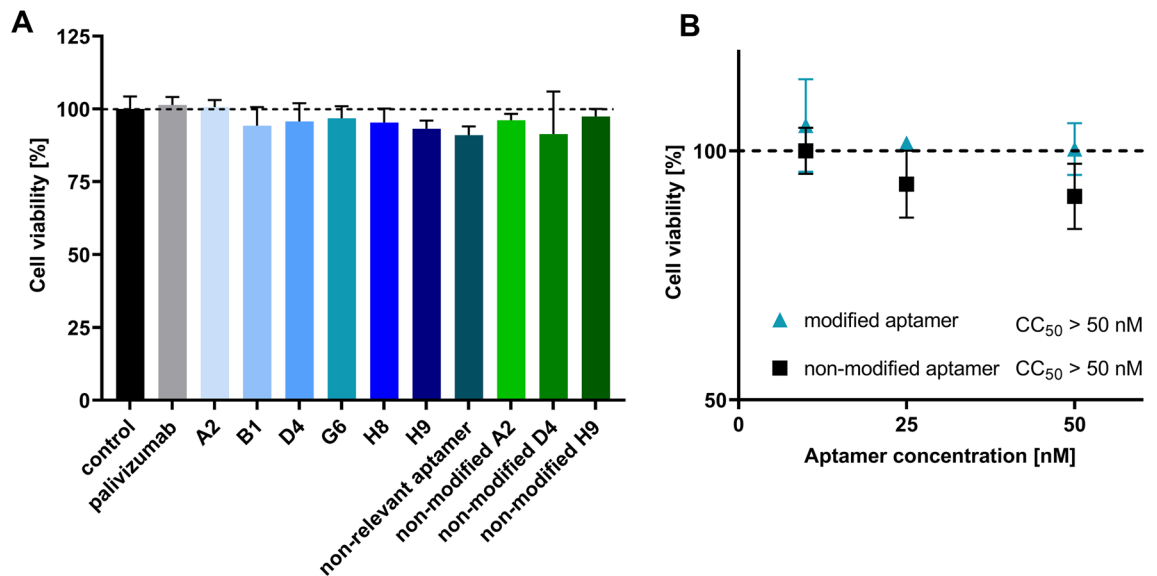 A
Cell viability [%]
125
100
75
50
25
0
control
palivizumab
A2
B1
D4
G6
H8
H9
non-relevant aptamer
non-modified A2
non-modified D4
non-modified H9
B
Cell viability [%]
100
50
modified aptamer CC50 > 50 nM
non-modified aptamer CC50 > 50 nM
0 25 50
Aptamer concentration [nM]